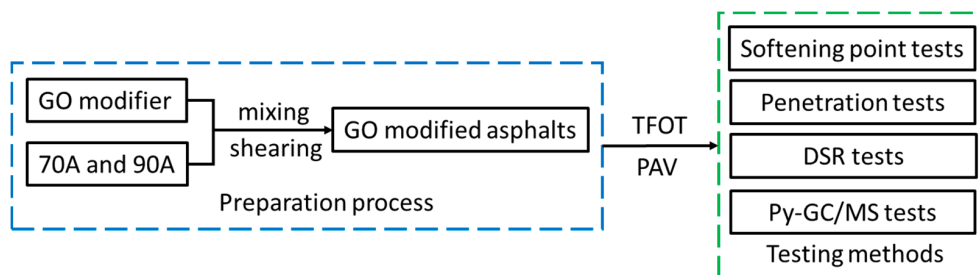 GO modifier
70A and 90A
mixing
shearing
GO modified asphalts
Preparation process
TFOT
PAV
Softening point tests
Penetration tests
DSR tests
Py-GC/MS tests
Testing methods